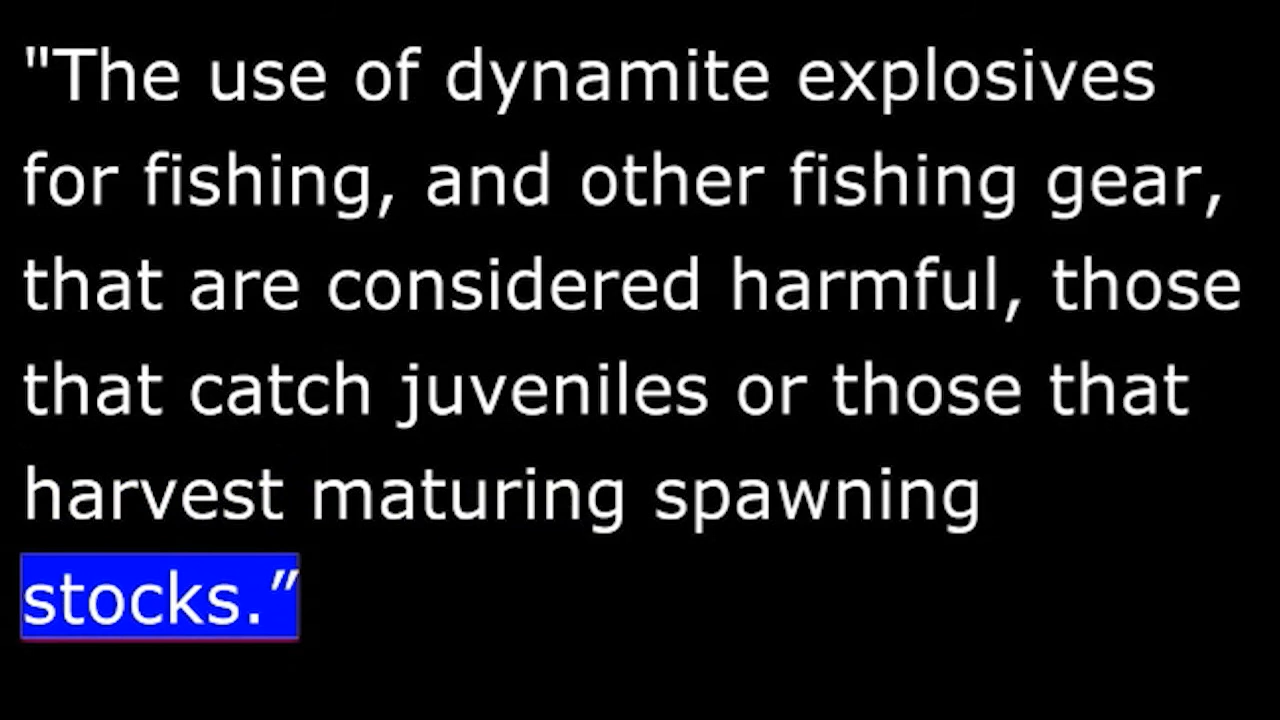 "The use of dynamite explosives
for fishing, and other fishing gear,
that are considered harmful, those
that catch juveniles or those that
harvest maturing spawning
stocks.”